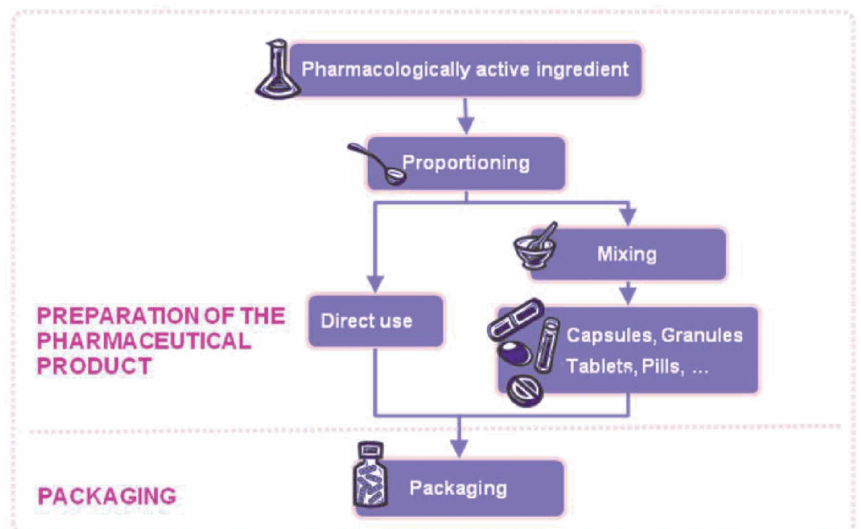 Pharmacologically active ingredient
Proportioning
Mixing
Direct use
Capsules, Granules
Tablets, Pills, ...
PREPARATION OF THE
PHARMACEUTICAL
PRODUCT
Packaging
PACKAGING